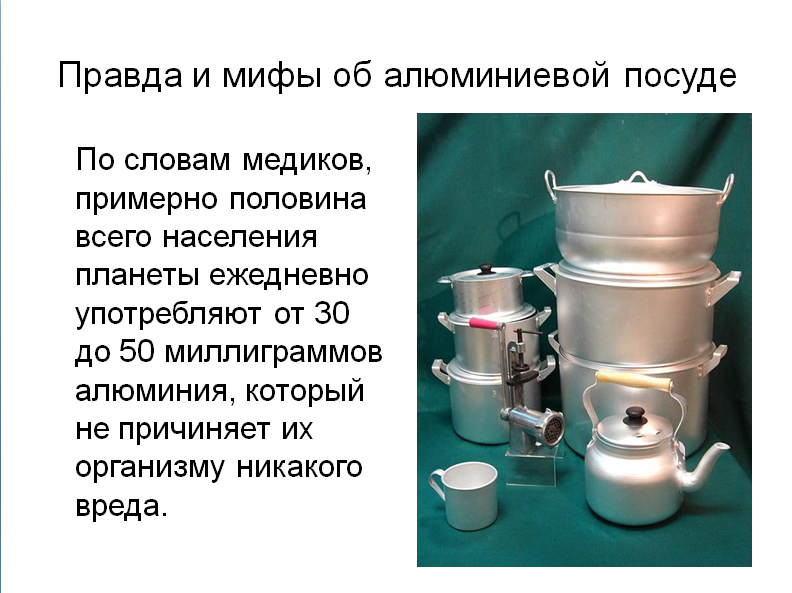 Правда и мифы об алюминиевой посуде
По словам медиков,
примерно половина
всего населения
планеты ежедневно
употребляют от 30
до 50 миллиграммов
алюминия, который
не причиняет их
организму никакого
вреда.